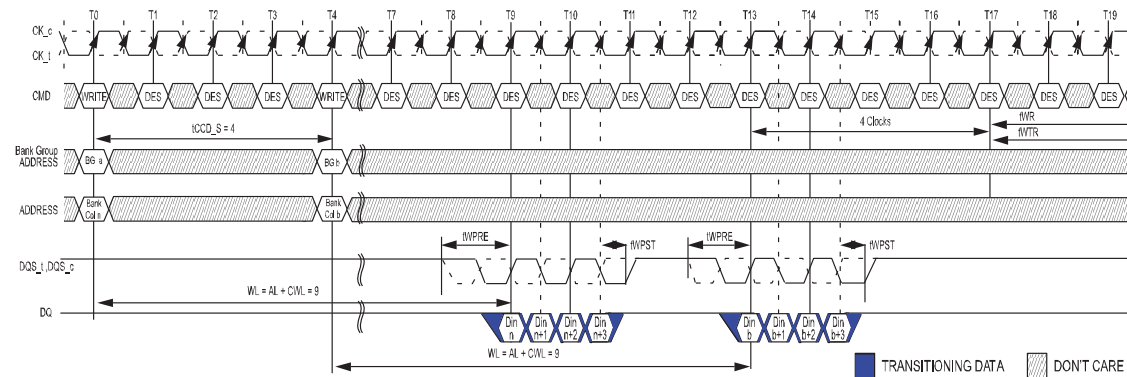 T0 T1 T2 T3 T4 T7 T8 T9 T10 T11 T12 T13 T14 T15 T16 T17 T18 T19
CK_c
CK_t
CMD WRITE DES DES DES WRITE DES DES DES DES DES DES DES DES DES DES DES DES DES
tCCD_S = 4 4 Clocks tWR
tWTR
Bank Group
ADDRESS BG a BG b
ADDRESS Bank Col n Bank Col b
tWPRE tWPST tWPRE tWPST
DQS_t,DQS_c
WL = AL + CWL = 9
DQ Din n Din n+1 Din n+2 Din n+3 Din b Din b+1 Din b+2 Din b+3
WL = AL + CWL = 9
TRANSITIONING DATA DON'T CARE